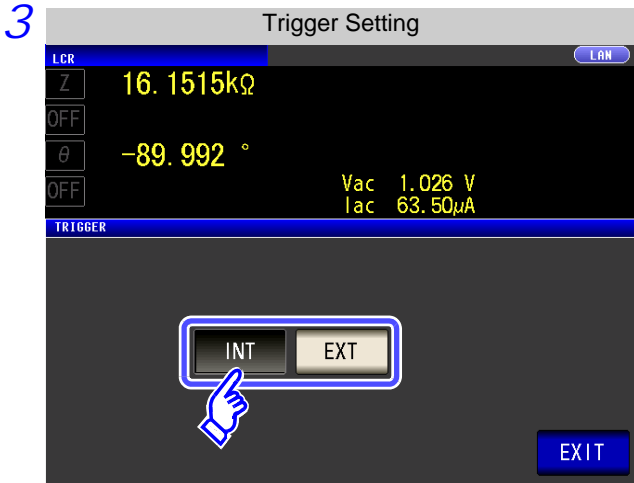 3
Trigger Setting
LCR
LAN
Z 16.1515kΩ
OFF
θ -89.992 °
OFF
Vac 1.026 V
Iac 63.50μA
TRIGGER
INT EXT
EXIT